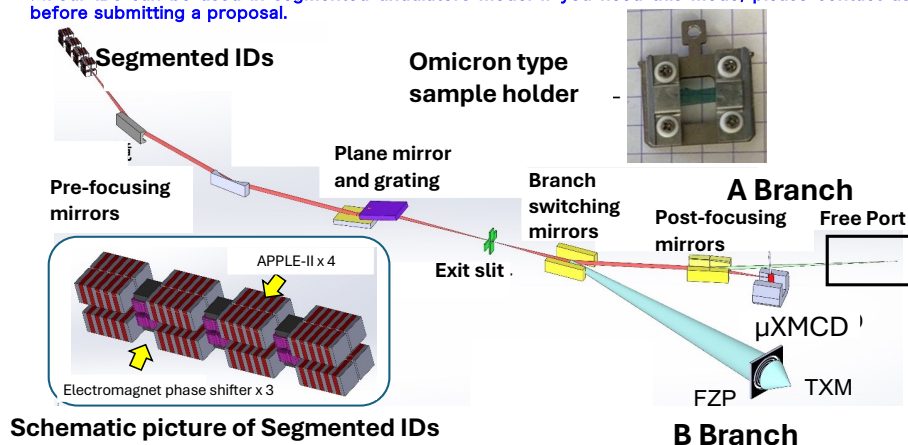 before submitting a proposal.
Segmented IDs
Omicron type
sample holder
Plane mirror
and grating
Pre-focusing
mirrors
Branch
switching
mirrors
A Branch
Post-focusing
mirrors
Free Port
Exit slit
APPLE-II x 4
Electromagnet phase shifter x 3
μXMCD
FZP
TXM
Schematic picture of Segmented IDs
B Branch